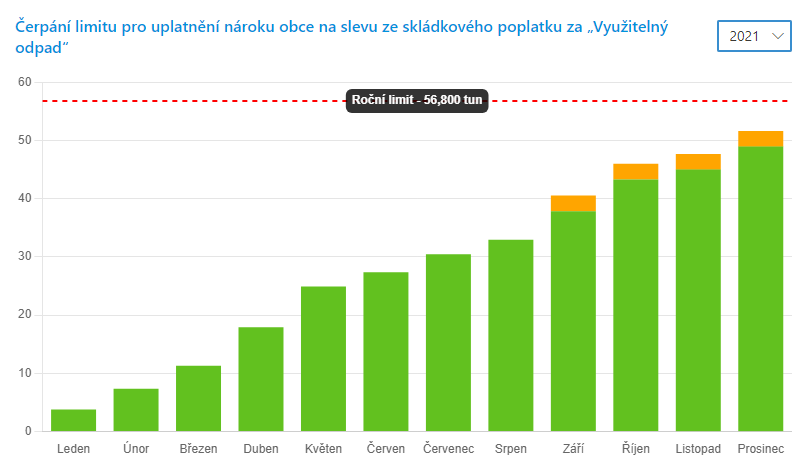 Čerpání limitu pro uplatnění nároku obce na slevu ze skládkového poplatku za „Využitelný
odpad“
2021
60
Roční limit - 56,800 tun
50
40
30
20
10
0
Leden Únor Březen Duben Květen Červen Červenec Srpen Září Říjen Listopad Prosinec